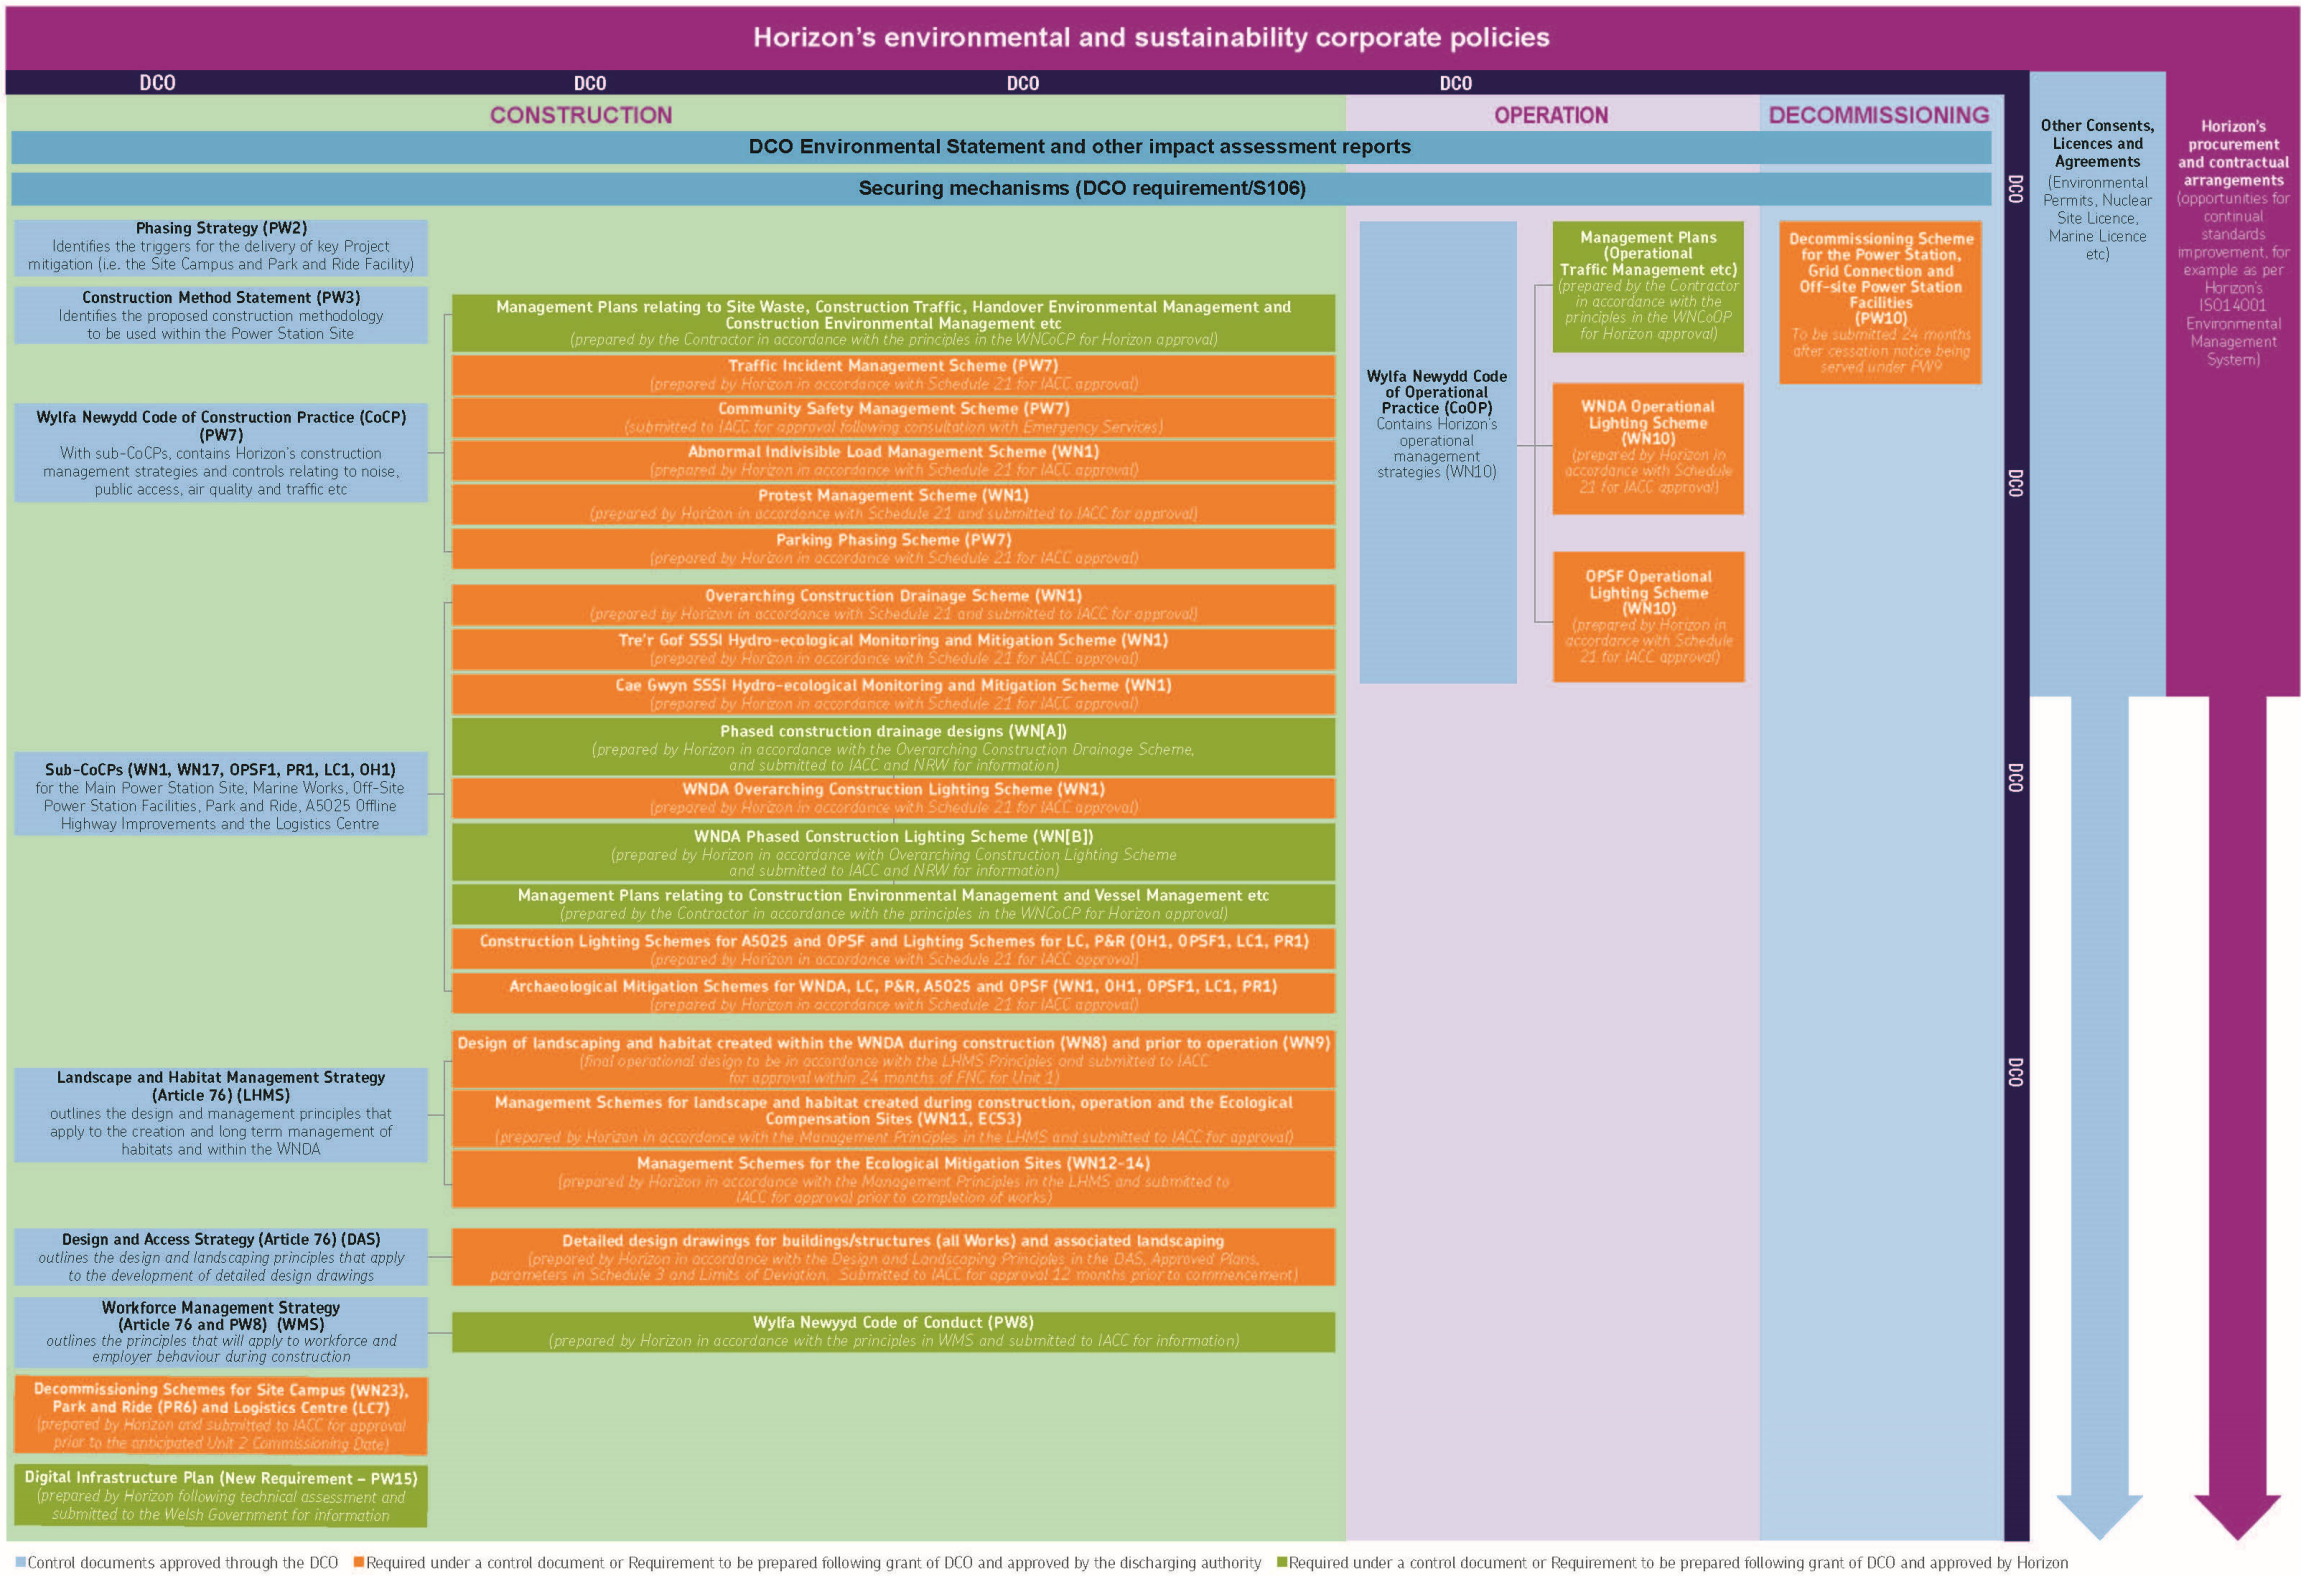 Horizon's environmental and sustainability corporate policies
DCO DCO DCO DCO
CONSTRUCTION
OPERATION
DECOMMISSIONING
DCO Environmental Statement and other impact assessment reports
Securing mechanisms (DCO requirement/S106)
Phasing Strategy (PW2)
Identifies the triggers for the delivery of key Project
mitigation (i.e. the Site Campus and Park and Ride Facility)
Construction Method Statement (PW3)
Identifies the proposed construction methodology
to be used within the Power Station Site
Wylfa Newydd Code of Construction Practice (CoCP)
(PW7)
With sub-CoCPs, contains Horizon's construction
management strategies and controls relating to noise,
public access, air quality and traffic etc
Management Plans relating to Site Waste, Construction Traffic, Handover Environmental Management and
Construction Environmental Management etc
(prepared by the Contractor in accordance with the principles in the WNCoCP for Horizon approval)
Traffic Incident Management Scheme (PW7)
(prepared by Horizon in accordance with Schedule 21 for IACC approval)
Community Safety Management Scheme (PW7)
(submitted to IACC for approval following consultation with Emergency Services)
Abnormal Indivisible Load Management Scheme (WN1)
(prepared by Horizon in accordance with Schedule 21 for IACC approval)
Protest Management Scheme (WN1)
(prepared by Horizon in accordance with Schedule 21 and submitted to IACC for approval)
Parking Phasing Scheme (PW7)
(prepared by Horizon in accordance with Schedule 21 for IACC approval)
Sub-CoCPs (WN1, WN17, OPSF1, PR1, LC1, OH1)
for the Main Power Station Site, Marine Works, Off-Site
Power Station Facilities, Park and Ride, A5025 Offline
Highway Improvements and the Logistics Centre
Overarching Construction Drainage Scheme (WN1)
(prepared by Horizon in accordance with Schedule 21 and submitted to IACC for approval)
Tre'r Gof SSSI Hydro-ecological Monitoring and Mitigation Scheme (WN1)
(prepared by Horizon in accordance with Schedule 21 for IACC approval)
Cae Gwyn SSSI Hydro-ecological Monitoring and Mitigation Scheme (WN1)
(prepared by Horizon in accordance with Schedule 21 for IACC approval)
Phased construction drainage designs (WN[A])
(prepared by Horizon in accordance with the Overarching Construction Drainage Scheme,
and submitted to IACC and NRW for information)
WNDA Overarching Construction Lighting Scheme (WN1)
(prepared by Horizon in accordance with Schedule 21 for IACC approval)
WNDA Phased Construction Lighting Scheme (WN[B])
(prepared by Horizon in accordance with Overarching Construction Lighting Scheme
and submitted to IACC and NRW for information)
Management Plans relating to Construction Environmental Management and Vessel Management etc
(prepared by the Contractor in accordance with the principles in the WNCoCP for Horizon approval)
Construction Lighting Schemes for A5025 and OPSF and Lighting Schemes for LC, P&R (OH1, OPSF1, LC1, PR1)
(prepared by Horizon in accordance with Schedule 21 for IACC approval)
Archaeological Mitigation Schemes for WNDA, LC, P&R, A5025 and OPSF (WN1, OH1, OPSF1, LC1, PR1)
(prepared by Horizon in accordance with Schedule 21 for IACC approval)
Landscape and Habitat Management Strategy
(Article 76) (LHMS)
outlines the design and management principles that
apply to the creation and long term management of
habitats and within the WNDA
Design of landscaping and habitat created within the WNDA during construction (WN8) and prior to operation (WN9)
(final operational design to be in accordance with the LHMS Principles and submitted to IACC
for approval within 24 months of FNC for Unit 1)
Management Schemes for landscape and habitat created during construction, operation and the Ecological
Compensation Sites (WN11, ECS3)
(prepared by Horizon in accordance with the Management Principles in the LHMS and submitted to IACC for approval)
Management Schemes for the Ecological Mitigation Sites (WN12-14)
(prepared by Horizon in accordance with the Management Principles in the LHMS and submitted to
IACC for approval prior to completion of works)
Design and Access Strategy (Article 76) (DAS)
outlines the design and landscaping principles that apply
to the development of detailed design drawings
Detailed design drawings for buildings/structures (all Works) and associated landscaping
(prepared by Horizon in accordance with the Design and Landscaping Principles in the DAS, Approved Plans,
parameters in Schedule 3 and Limits of Deviation. Submitted to IACC for approval 12 months prior to commencement)
Workforce Management Strategy
(Article 76 and PW8) (WMS)
outlines the principles that will apply to workforce and
employer behaviour during construction
Wylfa Newyyd Code of Conduct (PW8)
(prepared by Horizon in accordance with the principles in WMS and submitted to IACC for information)
Decommissioning Schemes for Site Campus (WN23),
Park and Ride (PR6) and Logistics Centre (LC7)
(prepared by Horizon and submitted to IACC for approval
prior to the anticipated Unit 2 Commissioning Date)
Digital Infrastructure Plan (New Requirement – PW15)
(prepared by Horizon following technical assessment and
submitted to the Welsh Government for information
Wylfa Newydd Code
of Operational
Practice (CoOP)
Contains Horizon's
operational
management
strategies (WN10)
Management Plans
(Operational
Traffic Management etc)
(prepared by the Contractor
in accordance with the
principles in the WNCoOP
for Horizon approval)
WNDA Operational
Lighting Scheme
(WN10)
(prepared by Horizon in
accordance with Schedule
21 for IACC approval)
OPSF Operational
Lighting Scheme
(WN10)
(prepared by Horizon in
accordance with Schedule
21 for IACC approval)
Decommissioning Scheme
for the Power Station,
Grid Connection and
Off-site Power Station
Facilities
(PW10)
To be submitted 24 months
after cessation notice being
served under PW9
DCO
DCO
DCO
DCO
Other Consents,
Licences and
Agreements
(Environmental
Permits, Nuclear
Site Licence,
Marine Licence
etc)
Horizon's
procurement
and contractual
arrangements
(opportunities for
continual
standards
improvement, for
example as per
Horizon's
ISO14001
Environmental
Management
System)
Control documents approved through the DCO
Required under a control document or Requirement to be prepared following grant of DCO and approved by the discharging authority
Required under a control document or Requirement to be prepared following grant of DCO and approved by Horizon